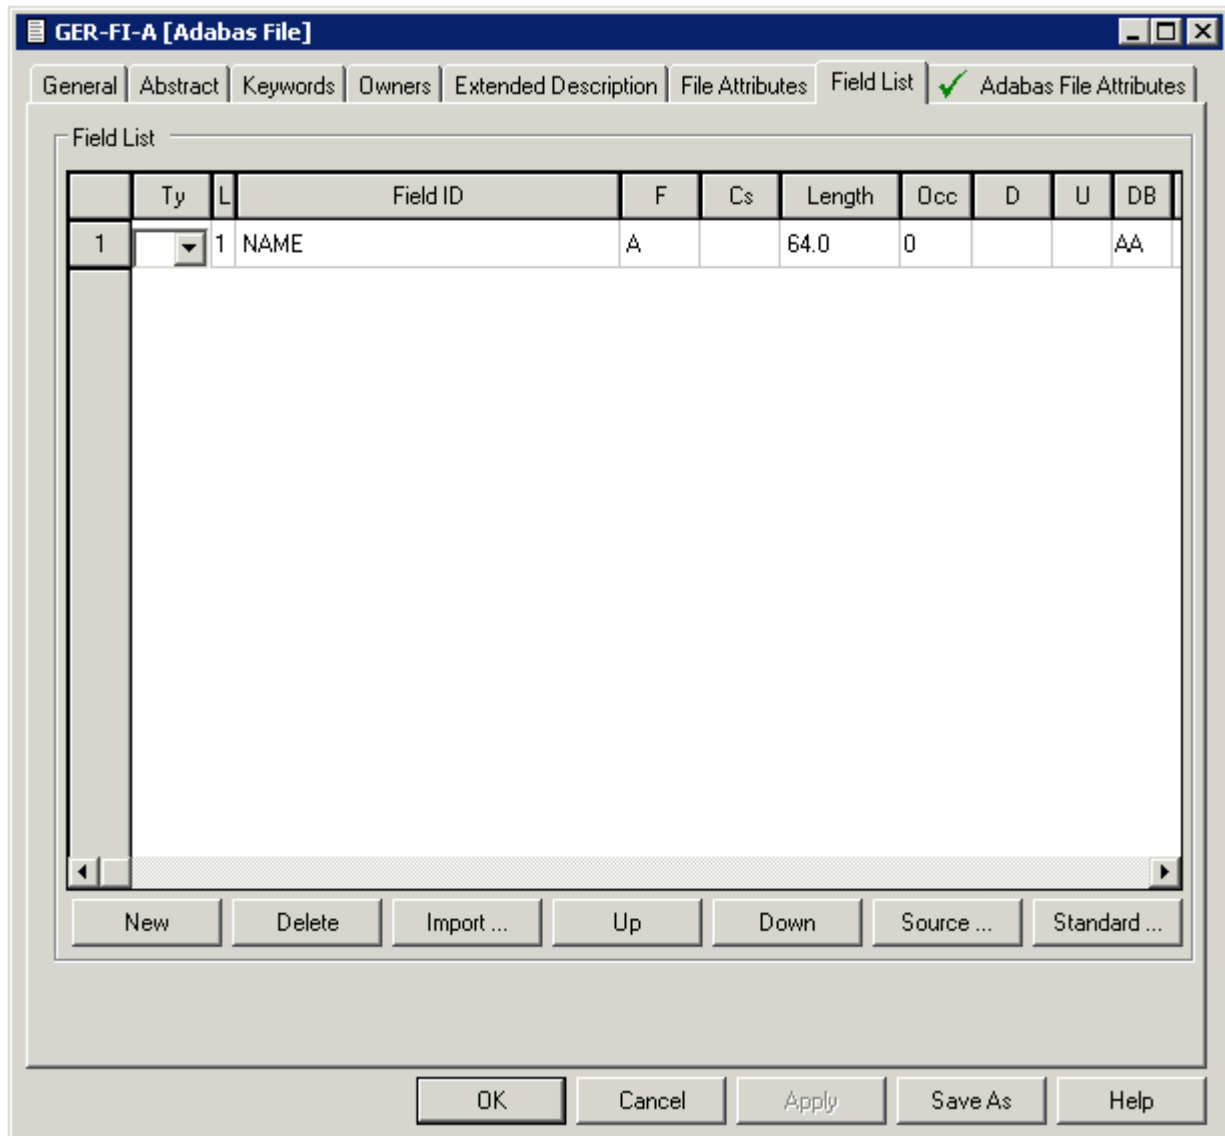 GER-FI-A [Adabas File]
General Abstract Keywords Owners Extended Description File Attributes Field List Adabas File Attributes
Field List
Ty L Field ID F Cs Length Occ D U DB
1 1 NAME A 64.0 0 AA
New Delete Import ... Up Down Source ... Standard ...
OK Cancel Apply Save As Help